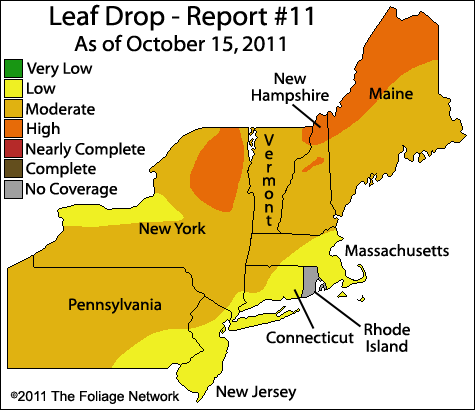 Leaf Drop - Report #11
As of October 15, 2011
Very Low
Low
Moderate
High
Nearly Complete
Complete
No Coverage
New
Hampshire
Maine
Vermont
New York
Massachusetts
Pennsylvania
Connecticut
Rhode
Island
New Jersey
©2011 The Foliage Network